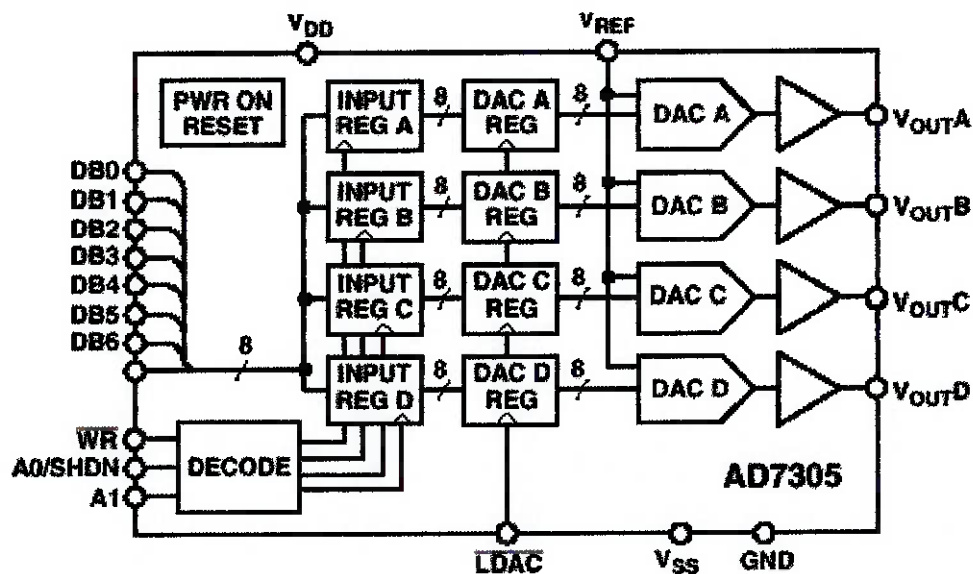 VDD
VREF
PWR ON
RESET
INPUT
REG A
8
DAC A
REG
8
DAC A
VOUTA
DB0
DB1
DB2
DB3
DB4
DB5
DB6
INPUT
REG B
8
DAC B
REG
8
DAC B
VOUTB
INPUT
REG C
8
DAC C
REG
8
DAC C
VOUTC
8
INPUT
REG D
8
DAC D
REG
8
DAC D
VOUTD
WR
A0/SHDN
A1
DECODE
AD7305
LDAC
VSS
GND